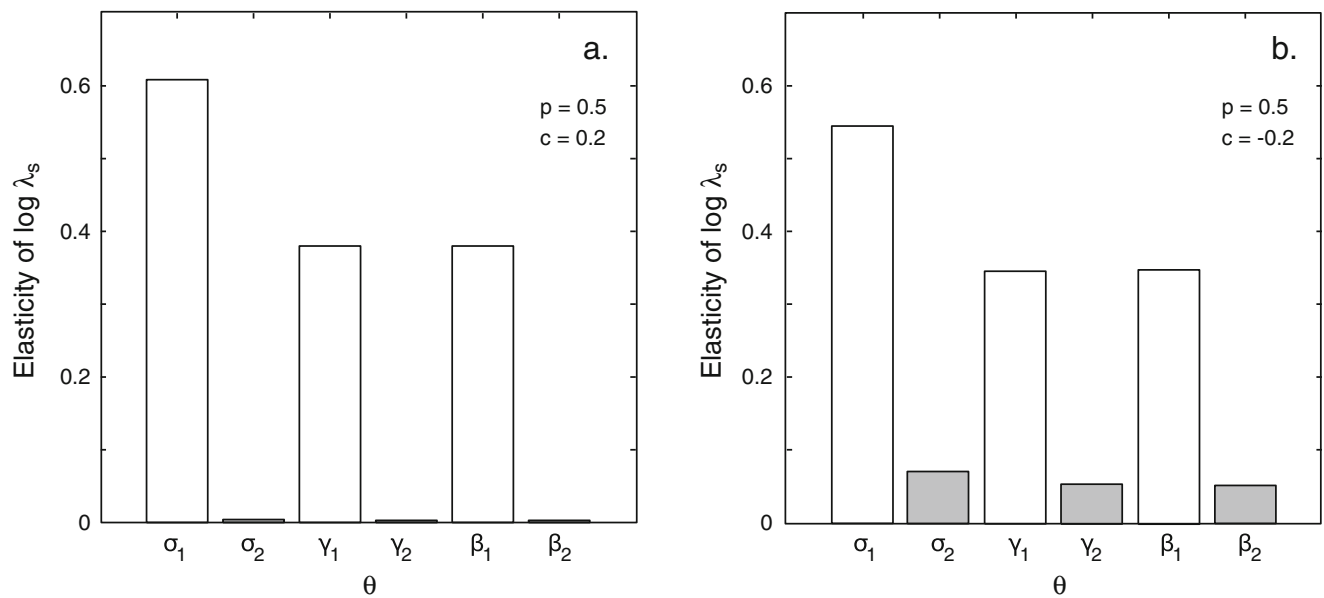 a.
p = 0.5
c = 0.2
Elasticity of log λs
0.6
0.4
0.2
0
σ1 σ2 γ1 γ2 β1 β2
θ
b.
p = 0.5
c = -0.2
Elasticity of log λs
0.6
0.4
0.2
0
σ1 σ2 γ1 γ2 β1 β2
θ